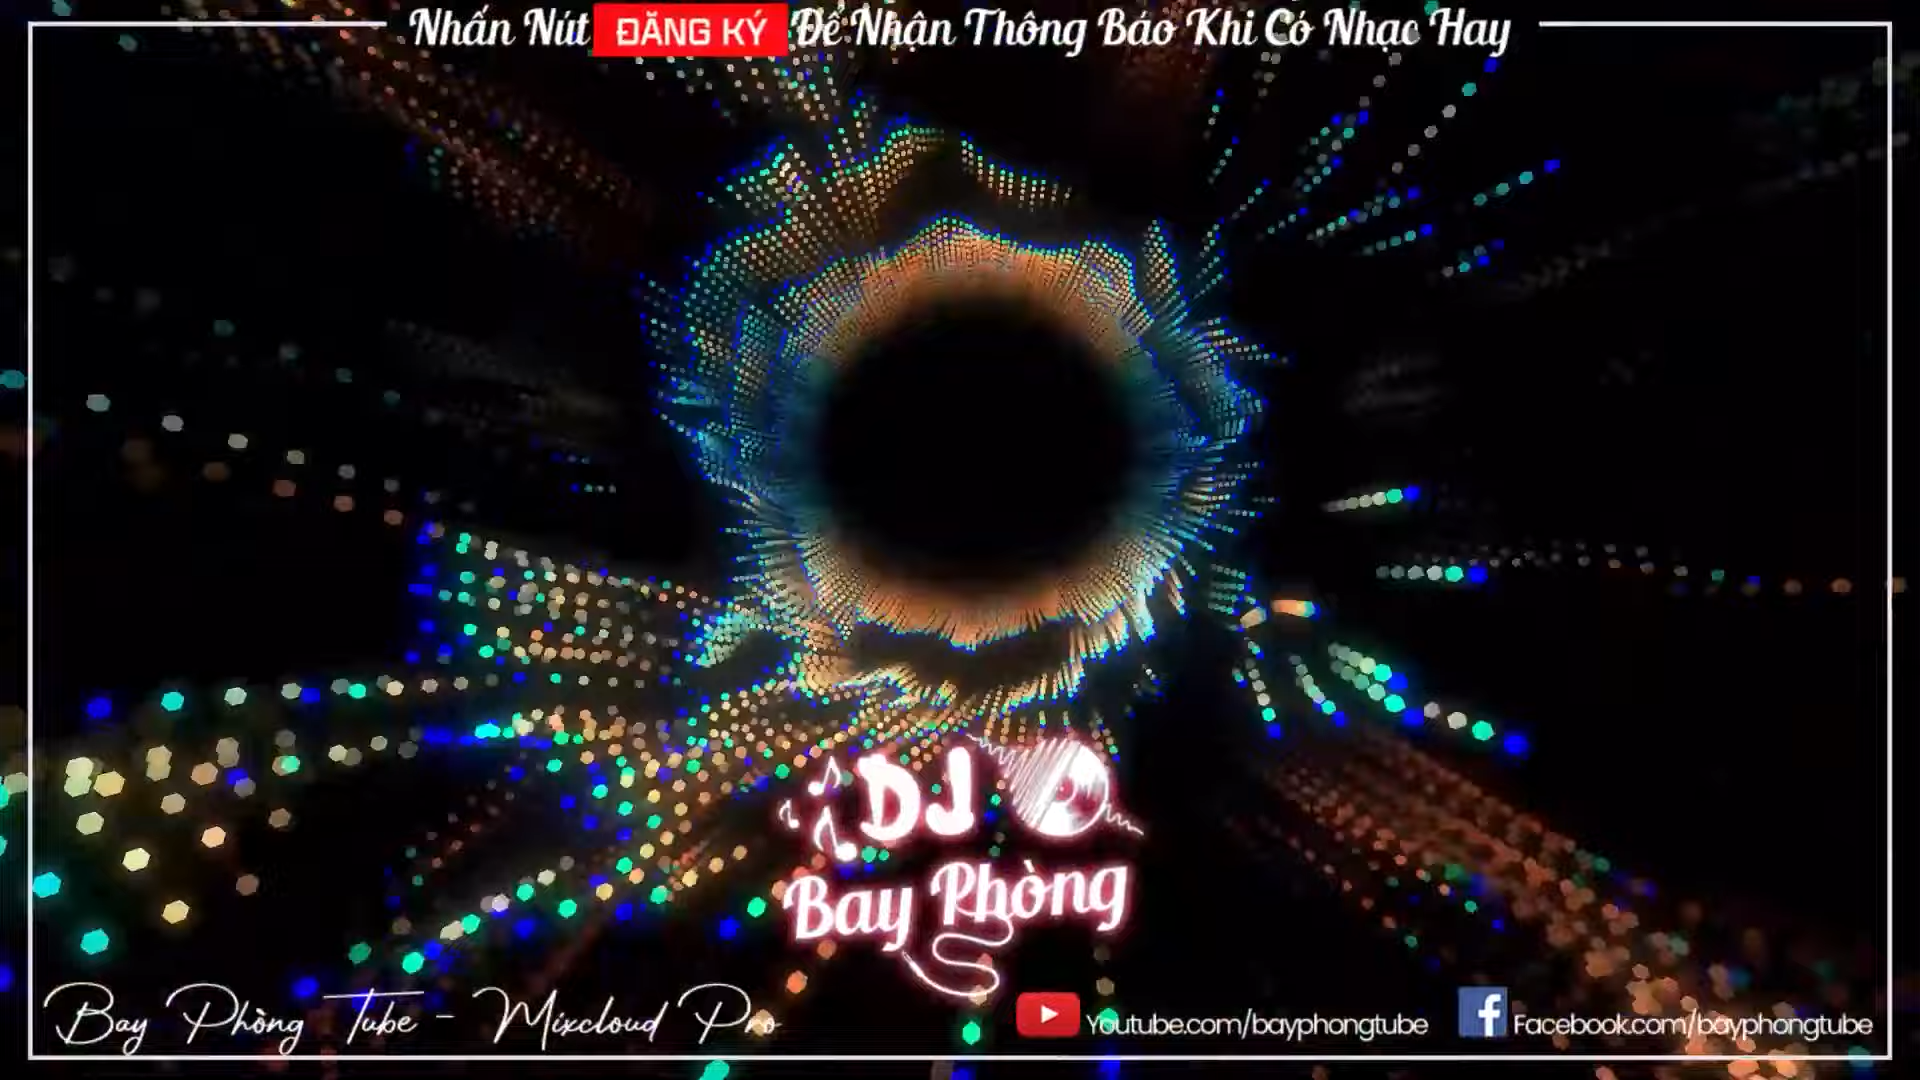 Nhấn Nút ĐĂNG KÝ Để Nhận Thông Báo Khi Có Nhạc Hay
DJ
Bay Phòng
Bay Phòng Tube - Mixcloud Pro
Youtube.com/bayphongtube
Facebook.com/bayphongtube